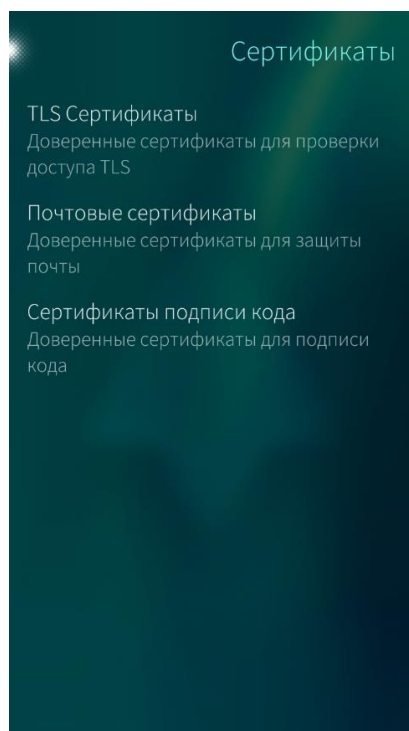 Сертификаты
TLS Сертификаты
Доверенные сертификаты для проверки
доступа TLS
Почтовые сертификаты
Доверенные сертификаты для защиты
почты
Сертификаты подписи кода
Доверенные сертификаты для подписи
кода